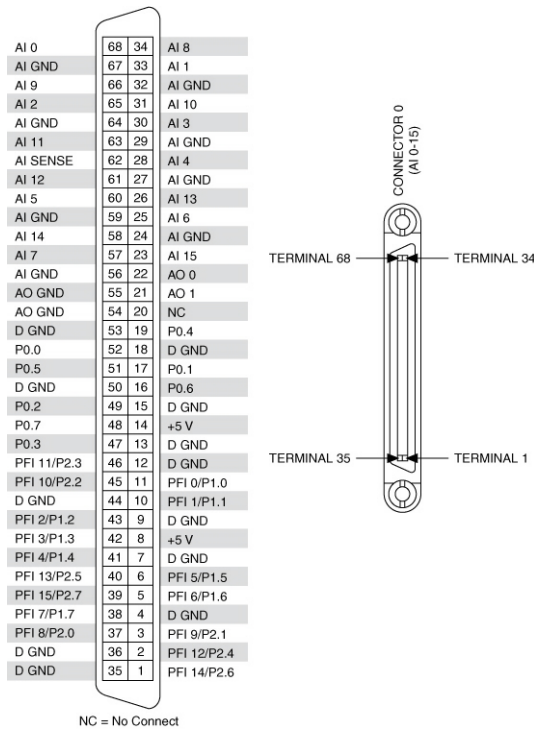 AI 0 68 34 AI 8
AI GND 67 33 AI 1
AI 9 66 32 AI GND
AI 2 65 31 AI 10
AI GND 64 30 AI 3
AI 11 63 29 AI GND
AI SENSE 62 28 AI 4
AI 12 61 27 AI GND
AI 5 60 26 AI 13
AI GND 59 25 AI 6
AI 14 58 24 AI GND
AI 7 57 23 AI 15
AI GND 56 22 AO 0
AO GND 55 21 AO 1
AO GND 54 20 NC
D GND 53 19 P0.4
P0.0 52 18 D GND
P0.5 51 17 P0.1
D GND 50 16 P0.6
P0.2 49 15 D GND
P0.7 48 14 +5 V
P0.3 47 13 D GND
PFI 11/P2.3 46 12 D GND
PFI 10/P2.2 45 11 PFI 0/P1.0
D GND 44 10 PFI 1/P1.1
PFI 2/P1.2 43 9 D GND
PFI 3/P1.3 42 8 +5 V
PFI 4/P1.4 41 7 D GND
PFI 13/P2.5 40 6 PFI 5/P1.5
PFI 15/P2.7 39 5 PFI 6/P1.6
PFI 7/P1.7 38 4 D GND
PFI 8/P2.0 37 3 PFI 9/P2.1
D GND 36 2 PFI 12/P2.4
D GND 35 1 PFI 14/P2.6
NC = No Connect
CONNECTOR 0
(AI 0-15)
TERMINAL 68
TERMINAL 34
TERMINAL 35
TERMINAL 1